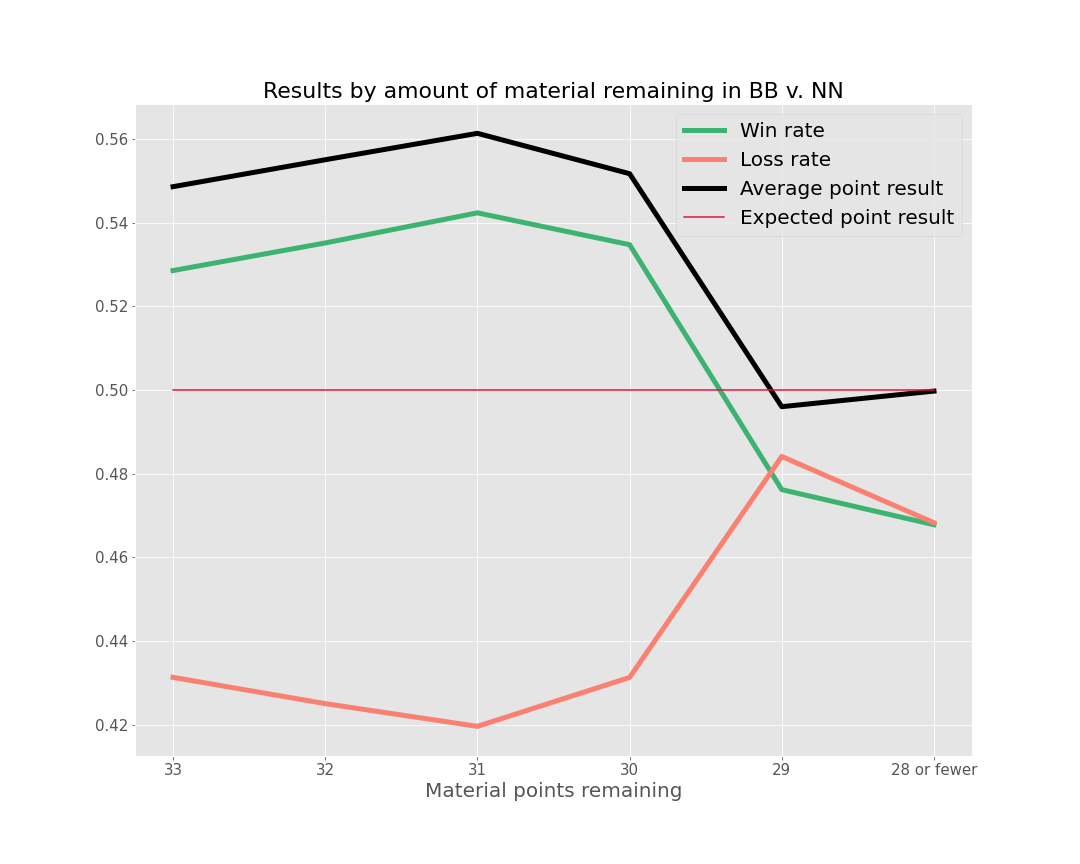 Results by amount of material remaining in BB v. NN
Win rate
Loss rate
Average point result
Expected point result
0.56
0.54
0.52
0.50
0.48
0.46
0.44
0.42
33 32 31 30 29 28 or fewer
Material points remaining